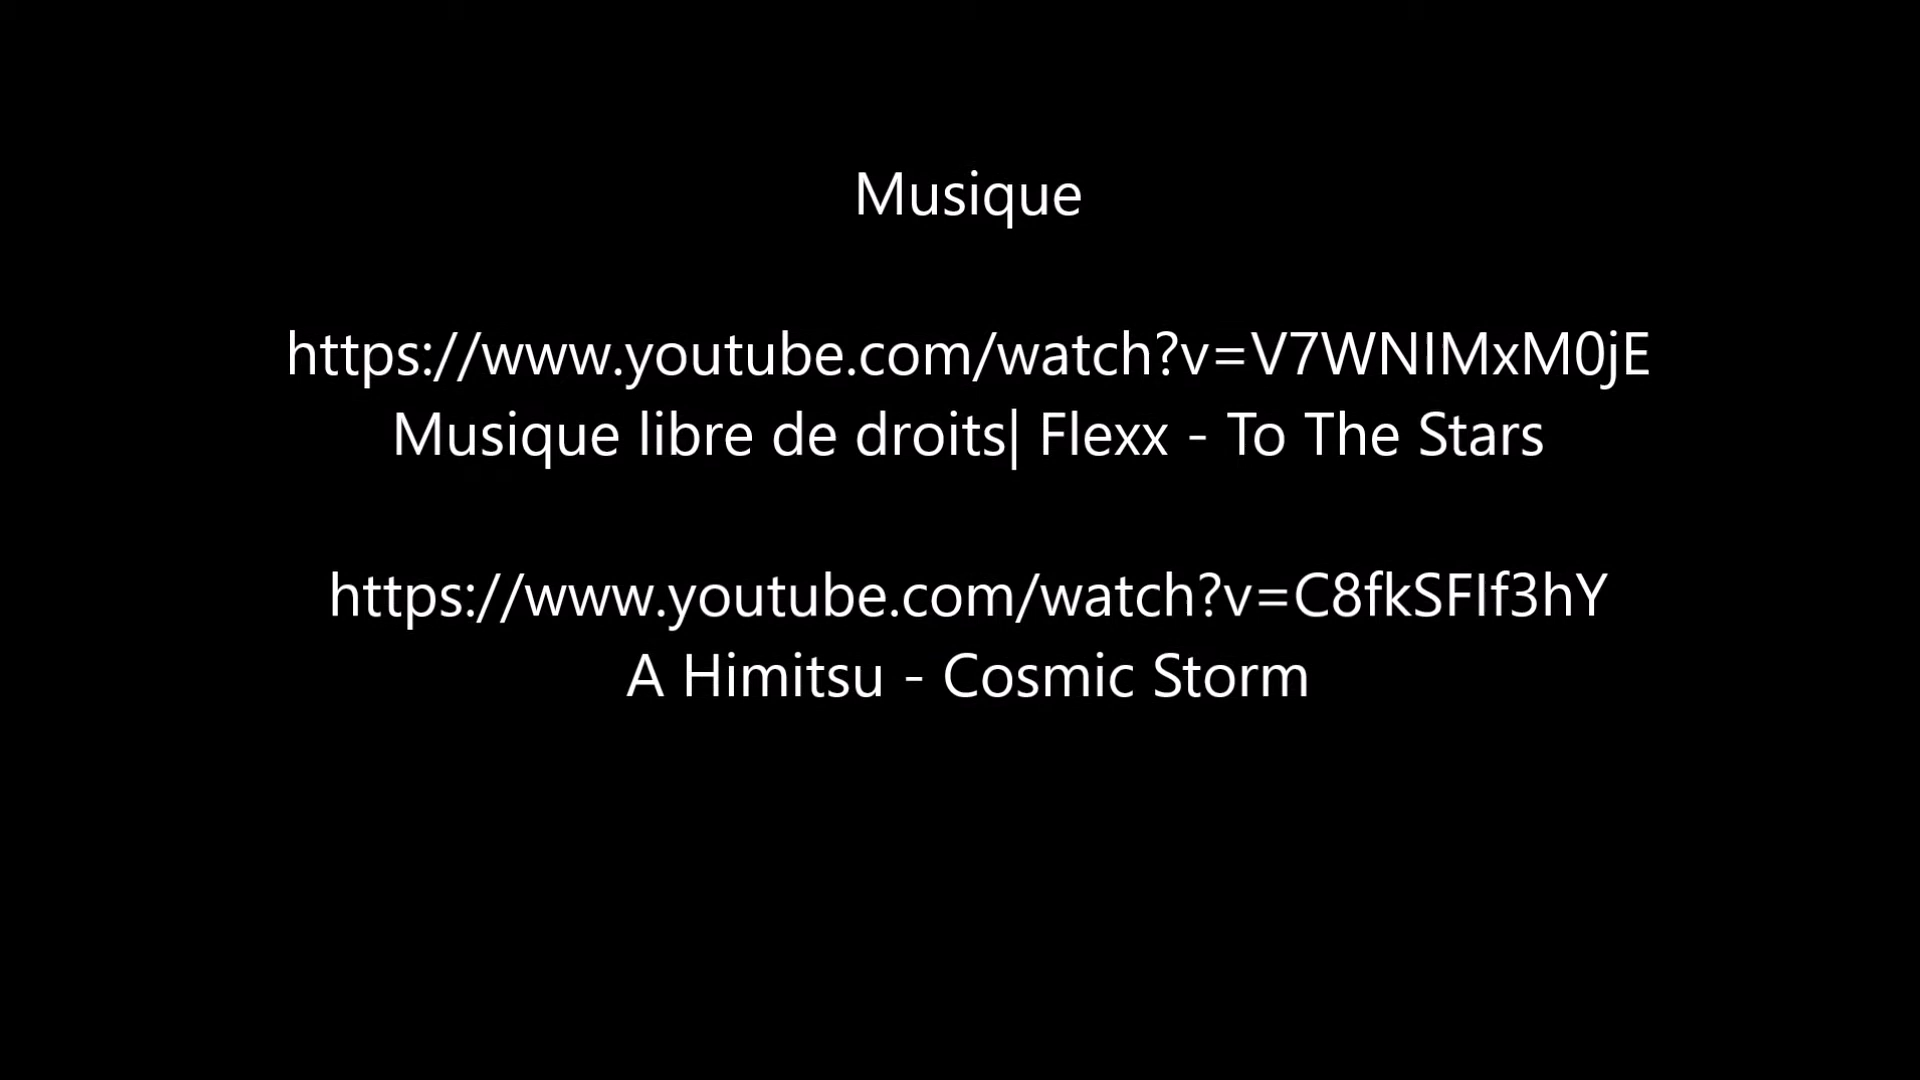 Musique
https://www.youtube.com/watch?v=V7WNIMxM0jE
Musique libre de droits| Flexx - To The Stars
https://www.youtube.com/watch?v=C8fkSFIf3hY
A Himitsu - Cosmic Storm